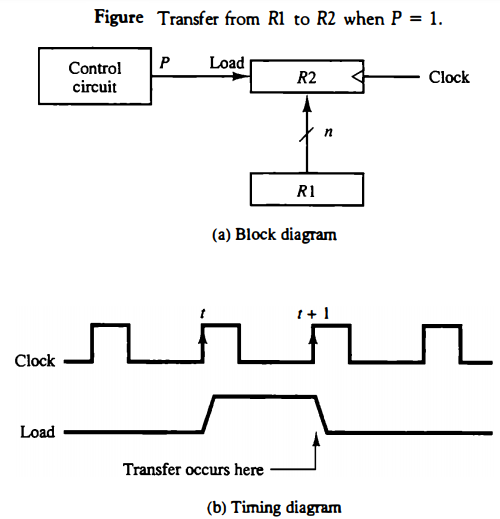 Figure Transfer from R1 to R2 when P = 1.
Control
circuit
P
Load
R2
Clock
n
R1
(a) Block diagram
t
t + 1
Clock
Load
Transfer occurs here
(b) Timing diagram